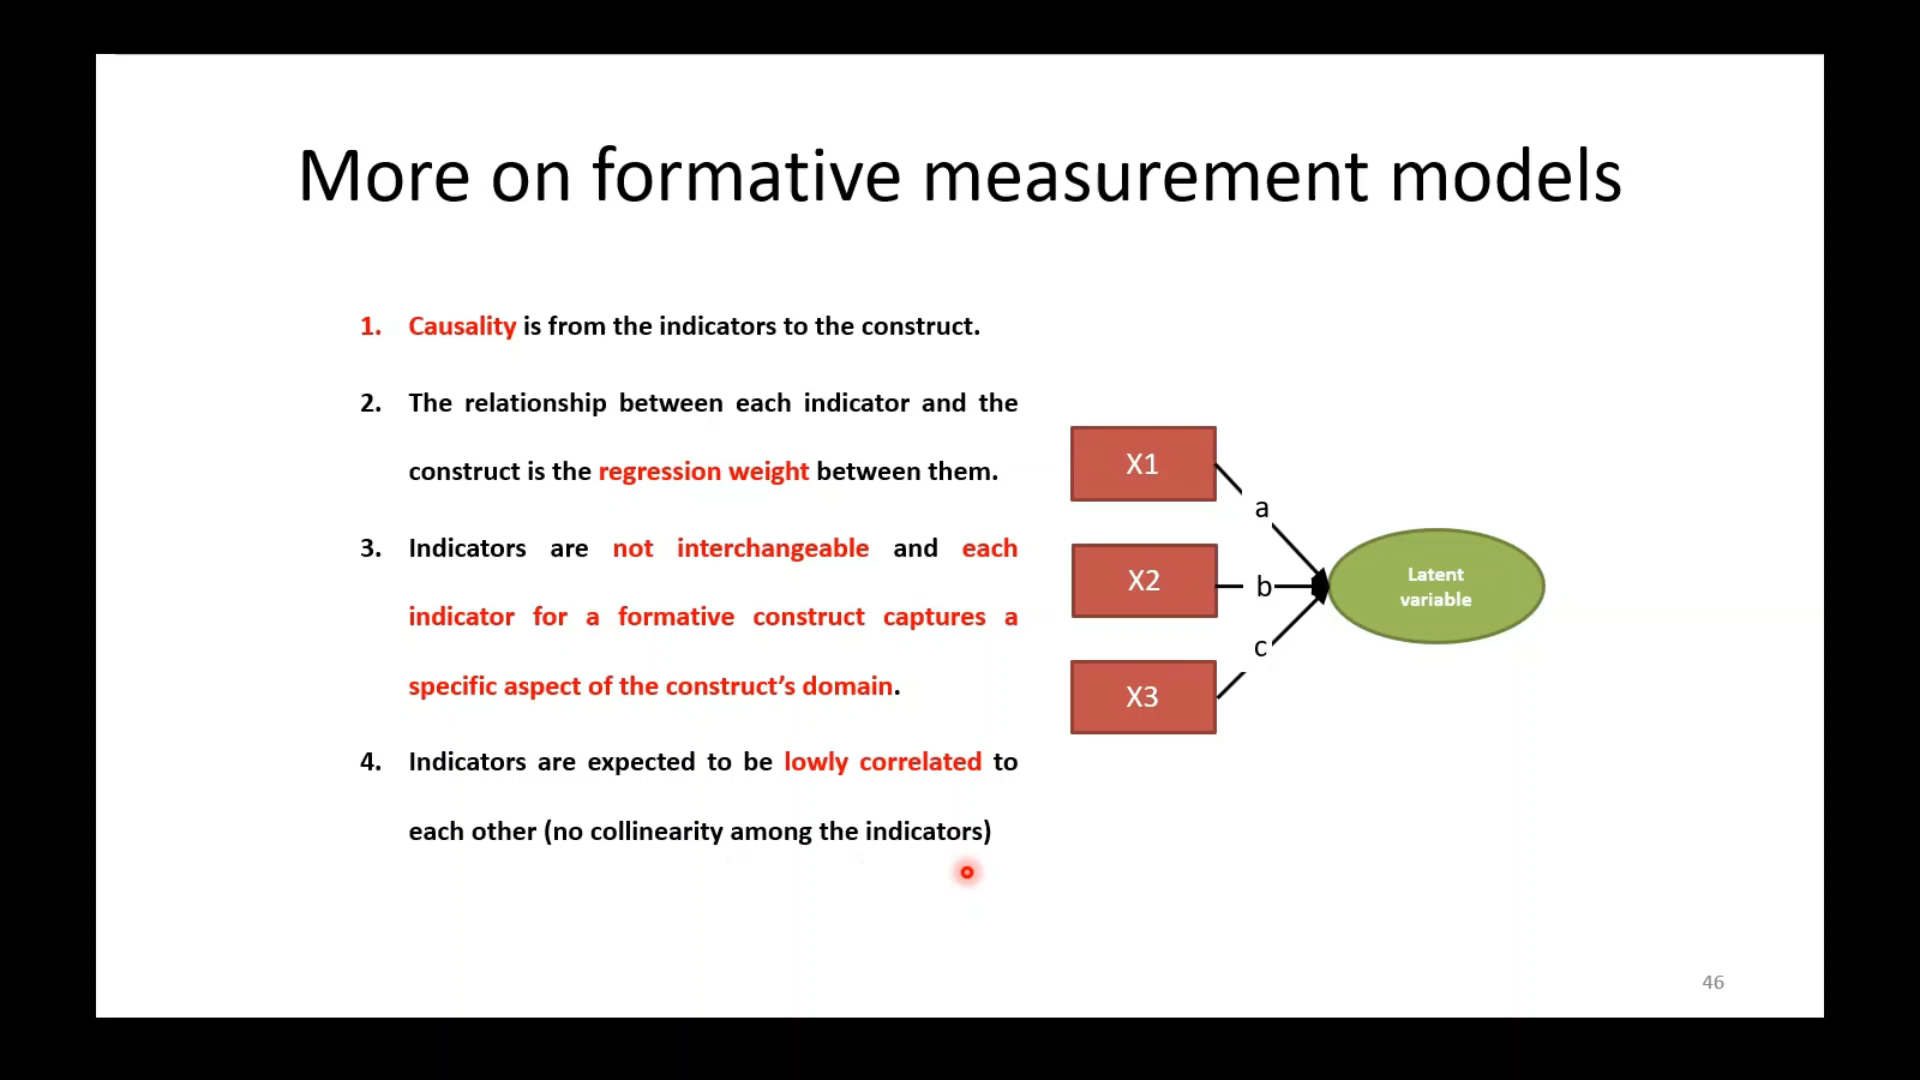 More on formative measurement models
1. Causality is from the indicators to the construct.
2. The relationship between each indicator and the
construct is the regression weight between them.
3. Indicators are not interchangeable and each
indicator for a formative construct captures a
specific aspect of the construct’s domain.
4. Indicators are expected to be lowly correlated to
each other (no collinearity among the indicators)
X1
a
X2
b
Latent
variable
c
X3
46